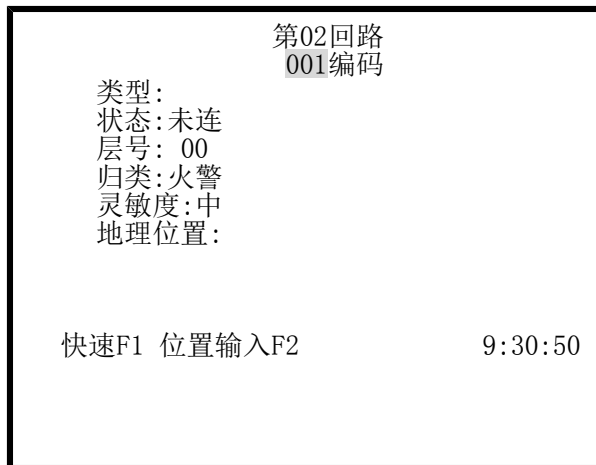 第02回路
001编码
类型:
状态:未连
层号: 00
归类:火警
灵敏度:中
地理位置:
快速F1 位置输入F2 9:30:50